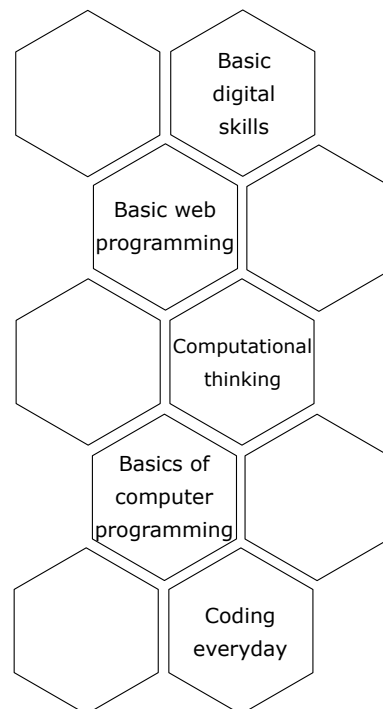 Basic
digital
skills
Basic web
programming
Computational
thinking
Basics of
computer
programming
Coding
everyday